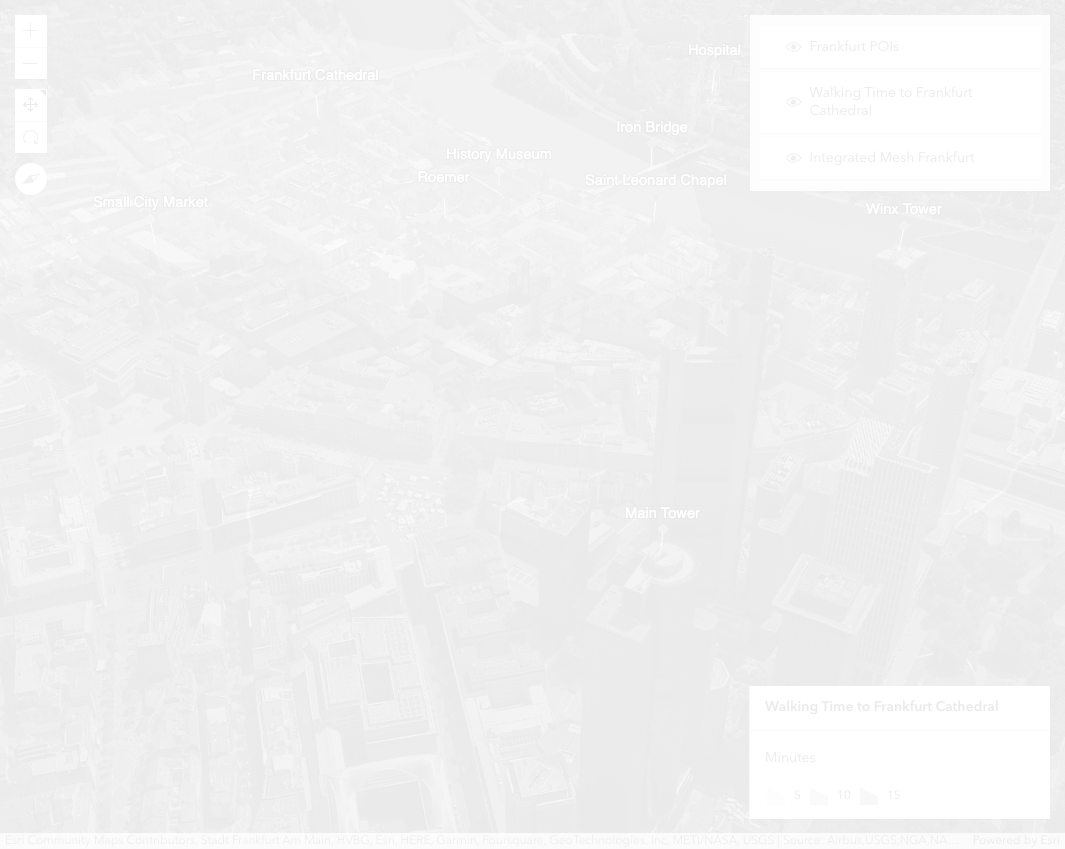 Hospital
Frankfurt POIs
Frankfurt Cathedral
Walking Time to Frankfurt
Cathedral
Iron Bridge
History Museum
Integrated Mesh Frankfurt
Roemer
Saint Leonard Chapel
Small City Market
Winx Tower
Main Tower
Walking Time to Frankfurt Cathedral
Minutes
5 10 15
Esri Community Maps Contributors, Stadt Frankfurt Am Main, HVBG, Esri, HERE, Garmin, Foursquare, GeoTechnologies, Inc, METI/NASA, USGS | Source: Airbus,USGS,NGA,NA... Powered by Esri